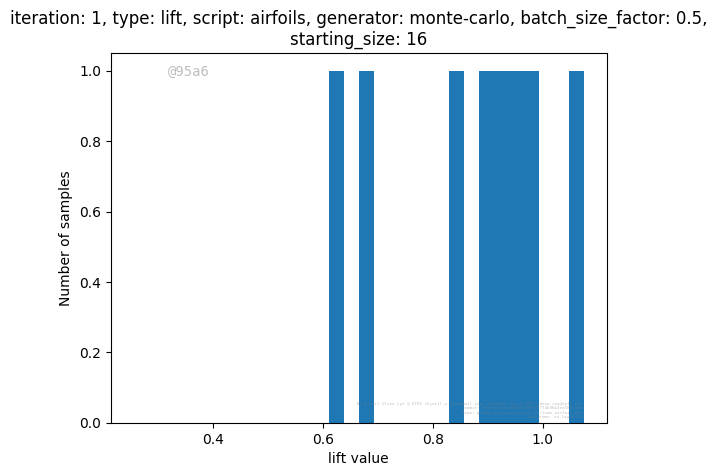 iteration: 1, type: lift, script: airfoils, generator: monte-carlo, batch_size_factor: 0.5,
starting_size: 16
@95a6
1.0
0.8
0.6
0.4
0.2
0.0
Number of samples
0.4
0.6
0.8
1.0
lift value